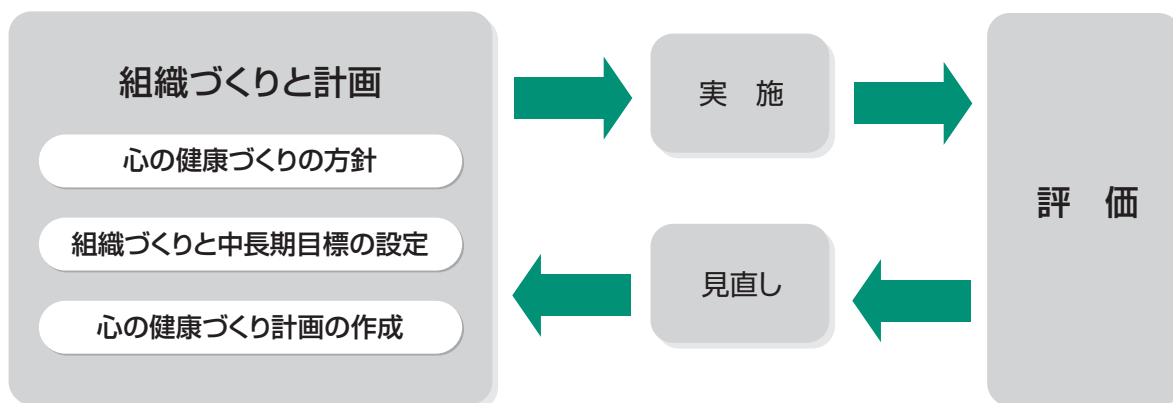 組織づくりと計画
心の健康づくりの方針
組織づくりと中長期目標の設定
心の健康づくり計画の作成
実　施
評　価
見直し